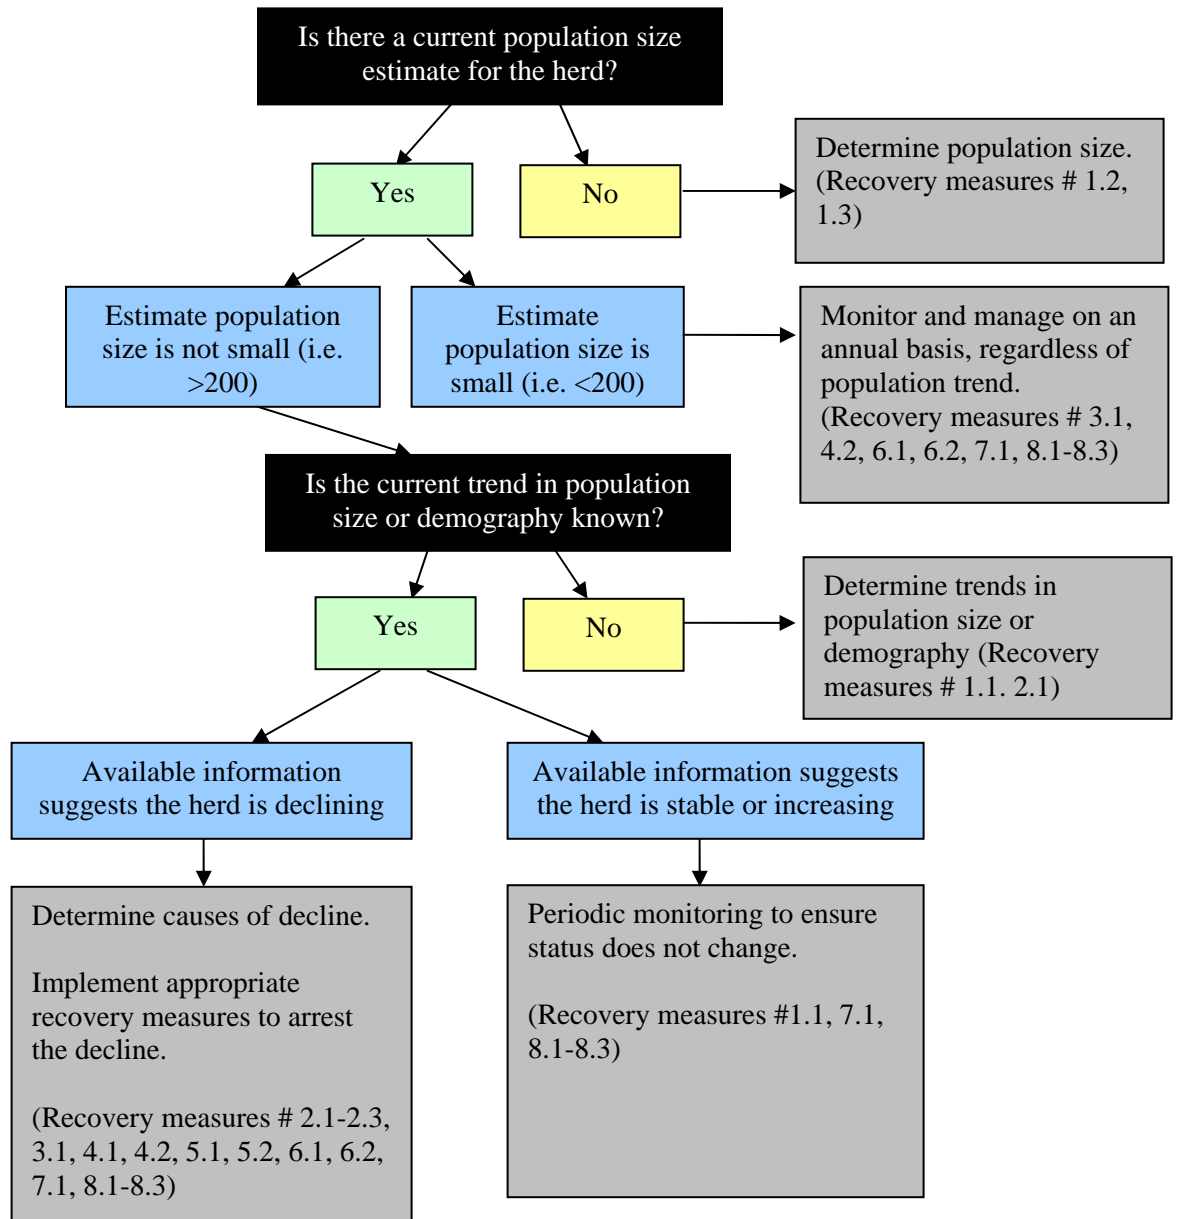 Is there a current population size
estimate for the herd?
Yes
No
Determine population size.
(Recovery measures # 1.2,
1.3)
Estimate population
size is not small (i.e.
>200)
Estimate
population size is
small (i.e. <200)
Monitor and manage on an
annual basis, regardless of
population trend.
(Recovery measures # 3.1,
4.2, 6.1, 6.2, 7.1, 8.1-8.3)
Is the current trend in population
size or demography known?
Yes
No
Determine trends in
population size or
demography (Recovery
measures # 1.1. 2.1)
Available information
suggests the herd is declining
Available information suggests
the herd is stable or increasing
Determine causes of decline.
Implement appropriate
recovery measures to arrest
the decline.
(Recovery measures # 2.1-2.3,
3.1, 4.1, 4.2, 5.1, 5.2, 6.1, 6.2,
7.1, 8.1-8.3)
Periodic monitoring to ensure
status does not change.
(Recovery measures #1.1, 7.1,
8.1-8.3)